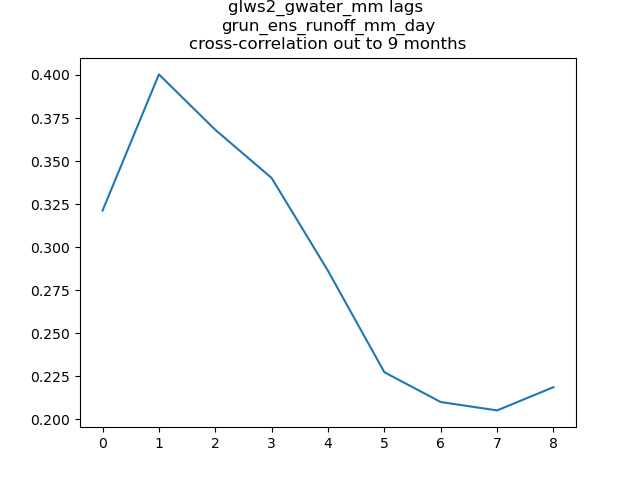 glws2_gwater_mm lags
grun_ens_runoff_mm_day
cross-correlation out to 9 months
0.400
0.375
0.350
0.325
0.300
0.275
0.250
0.225
0.200
0 1 2 3 4 5 6 7 8